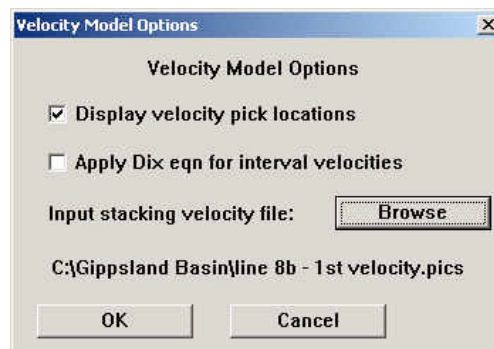 Velocity Model Options
Velocity Model Options
Display velocity pick locations
Apply Dix eqn for interval velocities
Input stacking velocity file: Browse
C:\Gippsland Basin\line 8b - 1st velocity.pics
OK Cancel